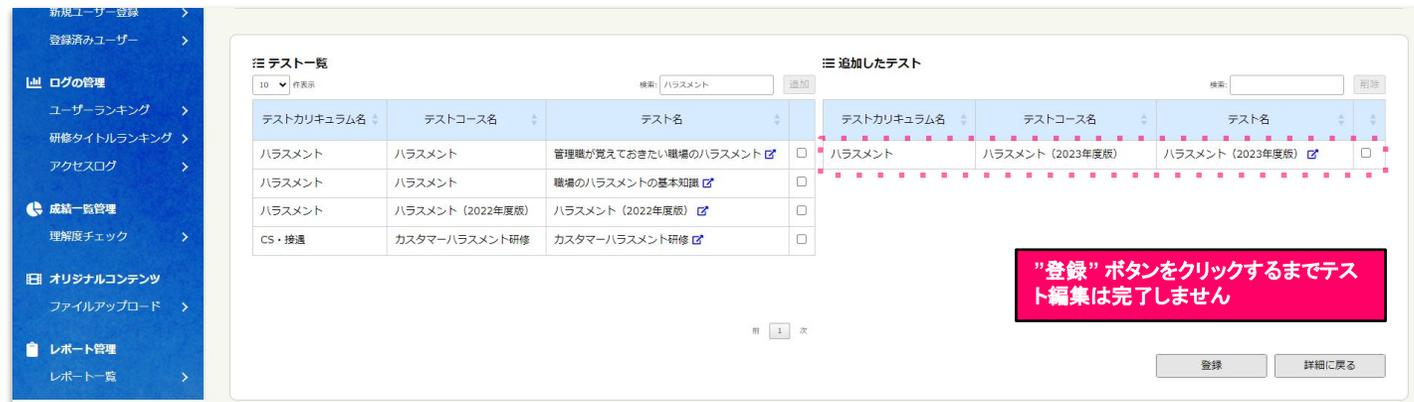 新規ユーザー登録
登録済みユーザー
ログの管理
ユーザーランキング
研修タイトルランキング
アクセスログ
成績一覧管理
理解度チェック
オリジナルコンテンツ
ファイルアップロード
レポート管理
レポート一覧
テスト一覧
10 件表示 検索: ハラスメント 追加
テストカリキュラム名 テストコース名 テスト名
ハラスメント ハラスメント 管理職が覚えておきたい職場のハラスメント
ハラスメント ハラスメント 職場のハラスメントの基本知識
ハラスメント ハラスメント（2022年度版） ハラスメント（2022年度版）
CS・接遇 カスタマーハラスメント研修 カスタマーハラスメント研修
前 1 次
追加したテスト
検索: 削除
テストカリキュラム名 テストコース名 テスト名
ハラスメント ハラスメント（2023年度版） ハラスメント（2023年度版）
”登録” ボタンをクリックするまでテス
ト編集は完了しません
登録 詳細に戻る